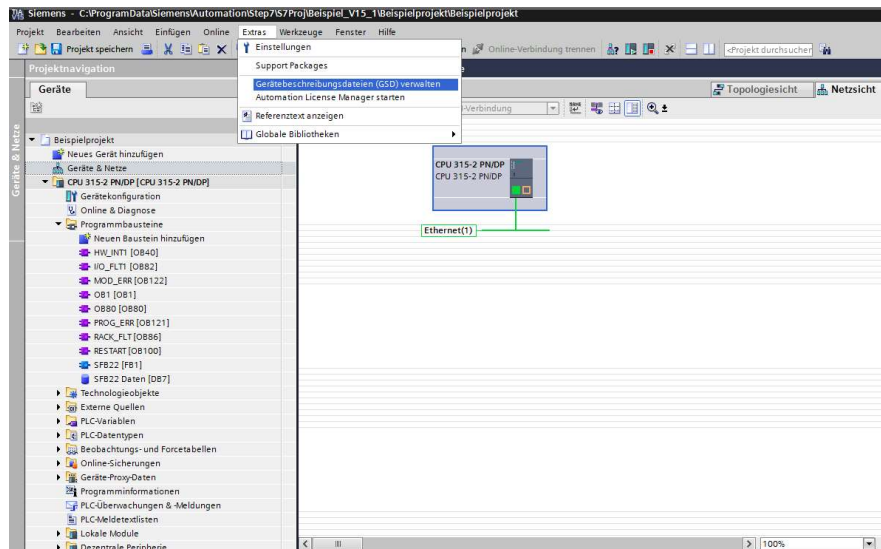 Siemens - C:\ProgramData\Siemens\Automation\Step7\S7Proj\Beispiel_V15_1\Beispielprojekt\Beispielprojekt
Projekt Bearbeiten Ansicht Einfügen Online Extras Werkzeuge Fenster Hilfe
Projekt speichern
Online-Verbindung trennen
<Projekt durchsucher
Einstellungen
Support Packages
Gerätebeschreibungsdateien (GSD) verwalten
Automation License Manager starten
Referenztext anzeigen
Globale Bibliotheken
Projektnavigation
Geräte
Topologiesicht
Netzsicht
-Verbindung
Geräte & Netze
Beispielprojekt
Neues Gerät hinzufügen
Geräte & Netze
CPU 315-2 PN/DP [CPU 315-2 PN/DP]
Gerätekonfiguration
Online & Diagnose
Programmbausteine
Neuen Baustein hinzufügen
HW_INT1 [OB40]
I/O_FLT1 [OB82]
MOD_ERR [OB122]
OB1 [OB1]
OB80 [OB80]
PROG_ERR [OB121]
RACK_FLT [OB86]
RESTART [OB100]
SFB22 [FB1]
SFB22 Daten [DB7]
Technologieobjekte
Externe Quellen
PLC-Variablen
PLC-Datentypen
Beobachtungs- und Forcetabellen
Online-Sicherungen
Geräte-Proxy-Daten
Programminformationen
PLC-Überwachungen & -Meldungen
PLC-Meldetextlisten
Lokale Module
Dezentrale Peripherie
CPU 315-2 PN/DP
CPU 315-2 PN/DP
Ethernet(1)
100%